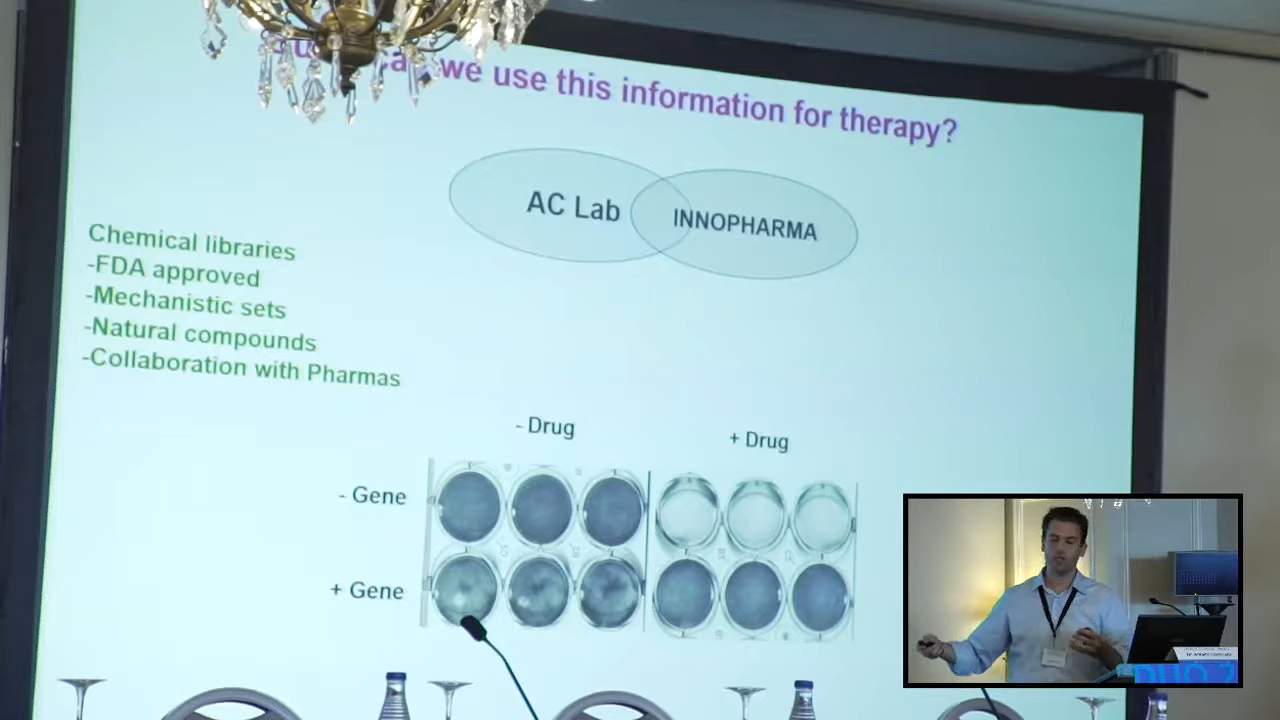 we use this information for therapy?
AC Lab
INNOPHARMA
Chemical libraries
-FDA approved
-Mechanistic sets
-Natural compounds
-Collaboration with Pharmas
- Drug
+ Drug
- Gene
+ Gene